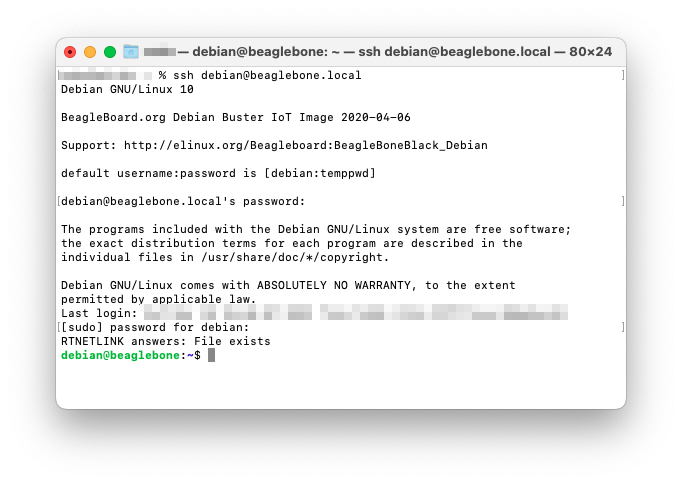 — debian@beaglebone: ~ — ssh debian@beaglebone.local — 80×24
% ssh debian@beaglebone.local
Debian GNU/Linux 10
BeagleBoard.org Debian Buster IoT Image 2020-04-06
Support: http://elinux.org/Beagleboard:BeagleBoneBlack_Debian
default username:password is [debian:temppwd]
debian@beaglebone.local's password:
The programs included with the Debian GNU/Linux system are free software;
the exact distribution terms for each program are described in the
individual files in /usr/share/doc/*/copyright.
Debian GNU/Linux comes with ABSOLUTELY NO WARRANTY, to the extent
permitted by applicable law.
Last login:
[sudo] password for debian:
RTNETLINK answers: File exists
debian@beaglebone:~$